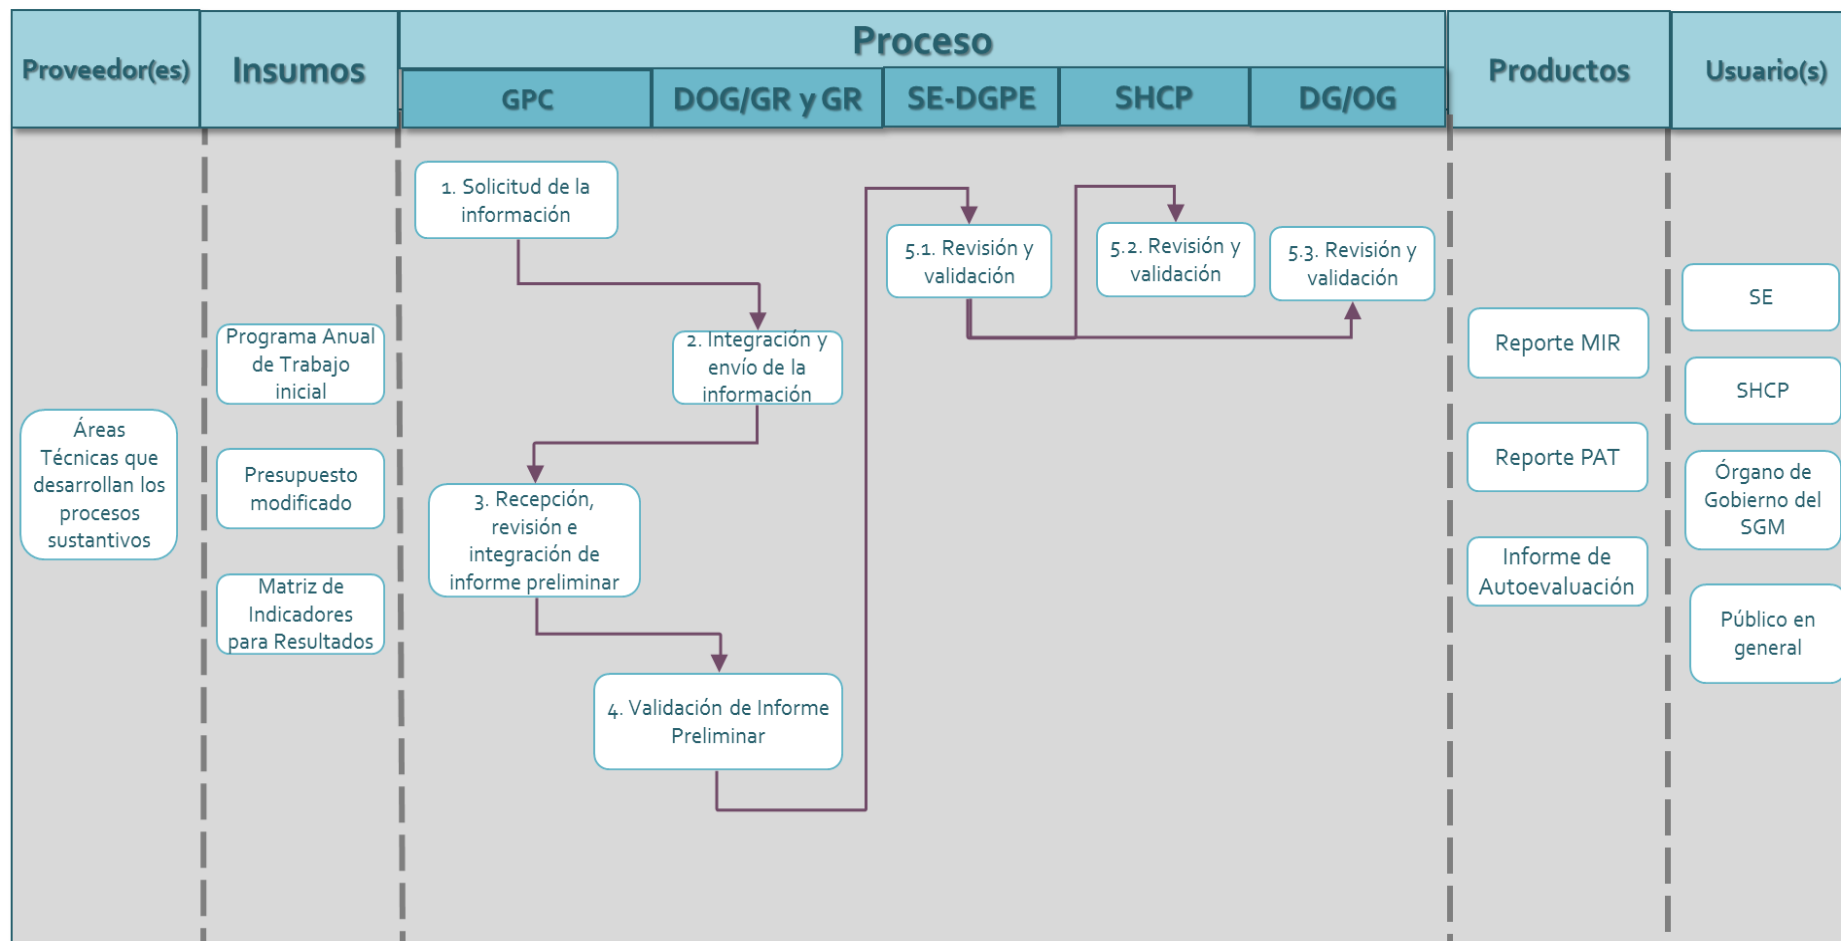 Proveedor(es)
Insumos
Proceso
GPC
DOG/GR y GR
SE-DGPE
SHCP
DG/OG
Productos
Usuario(s)
Áreas
Técnicas que
desarrollan los
procesos
sustantivos
Programa Anual
de Trabajo
inicial
Presupuesto
modificado
Matriz de
Indicadores
para Resultados
1. Solicitud de la
información
2. Integración y
envío de la
información
3. Recepción,
revisión e
integración de
informe preliminar
4. Validación de Informe
Preliminar
5.1. Revisión y
validación
5.2. Revisión y
validación
5.3. Revisión y
validación
Reporte MIR
Reporte PAT
Informe de
Autoevaluación
SE
SHCP
Órgano de
Gobierno del
SGM
Público en
general